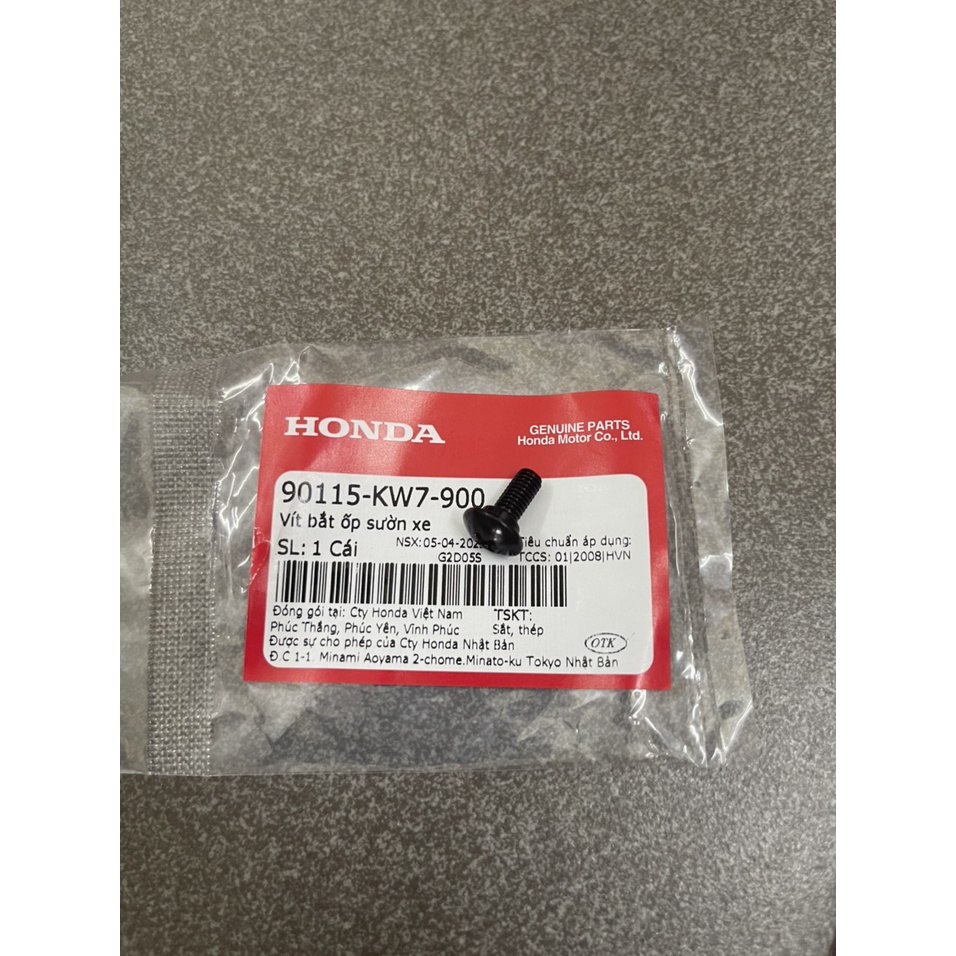 HONDA
GENUINE PARTS
Honda Motor Co., Ltd.
90115-KW7-900
Vít bắt ốp sườn xe
SL: 1 Cái
NSX: 05-04-202
G2D05S
Tiêu chuẩn áp dụng:
TCCS: 01|2008|HVN
Đóng gói tại: Cty Honda Việt Nam
Phúc Thắng, Phúc Yên, Vĩnh Phúc
TSKT:
Sắt, thép
Được sự cho phép của Cty Honda Nhật Bản
Đ C 1-1. Minami Aoyama 2-chome.Minato-ku Tokyo Nhật Bản
OTK